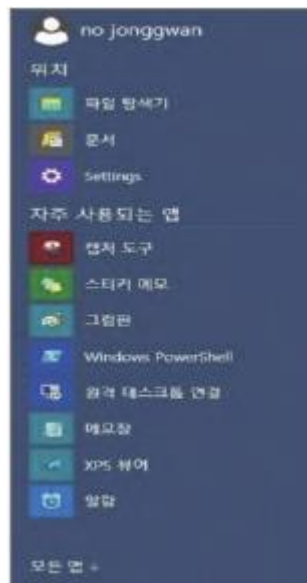 no jonggwan
위치
파일 탐색기
문서
Settings
자주 사용되는 앱
캡처 도구
스티커 메모
그림판
Windows PowerShell
원격 데스크톱 연결
메모장
XPS 뷰어
알람
모든 앱